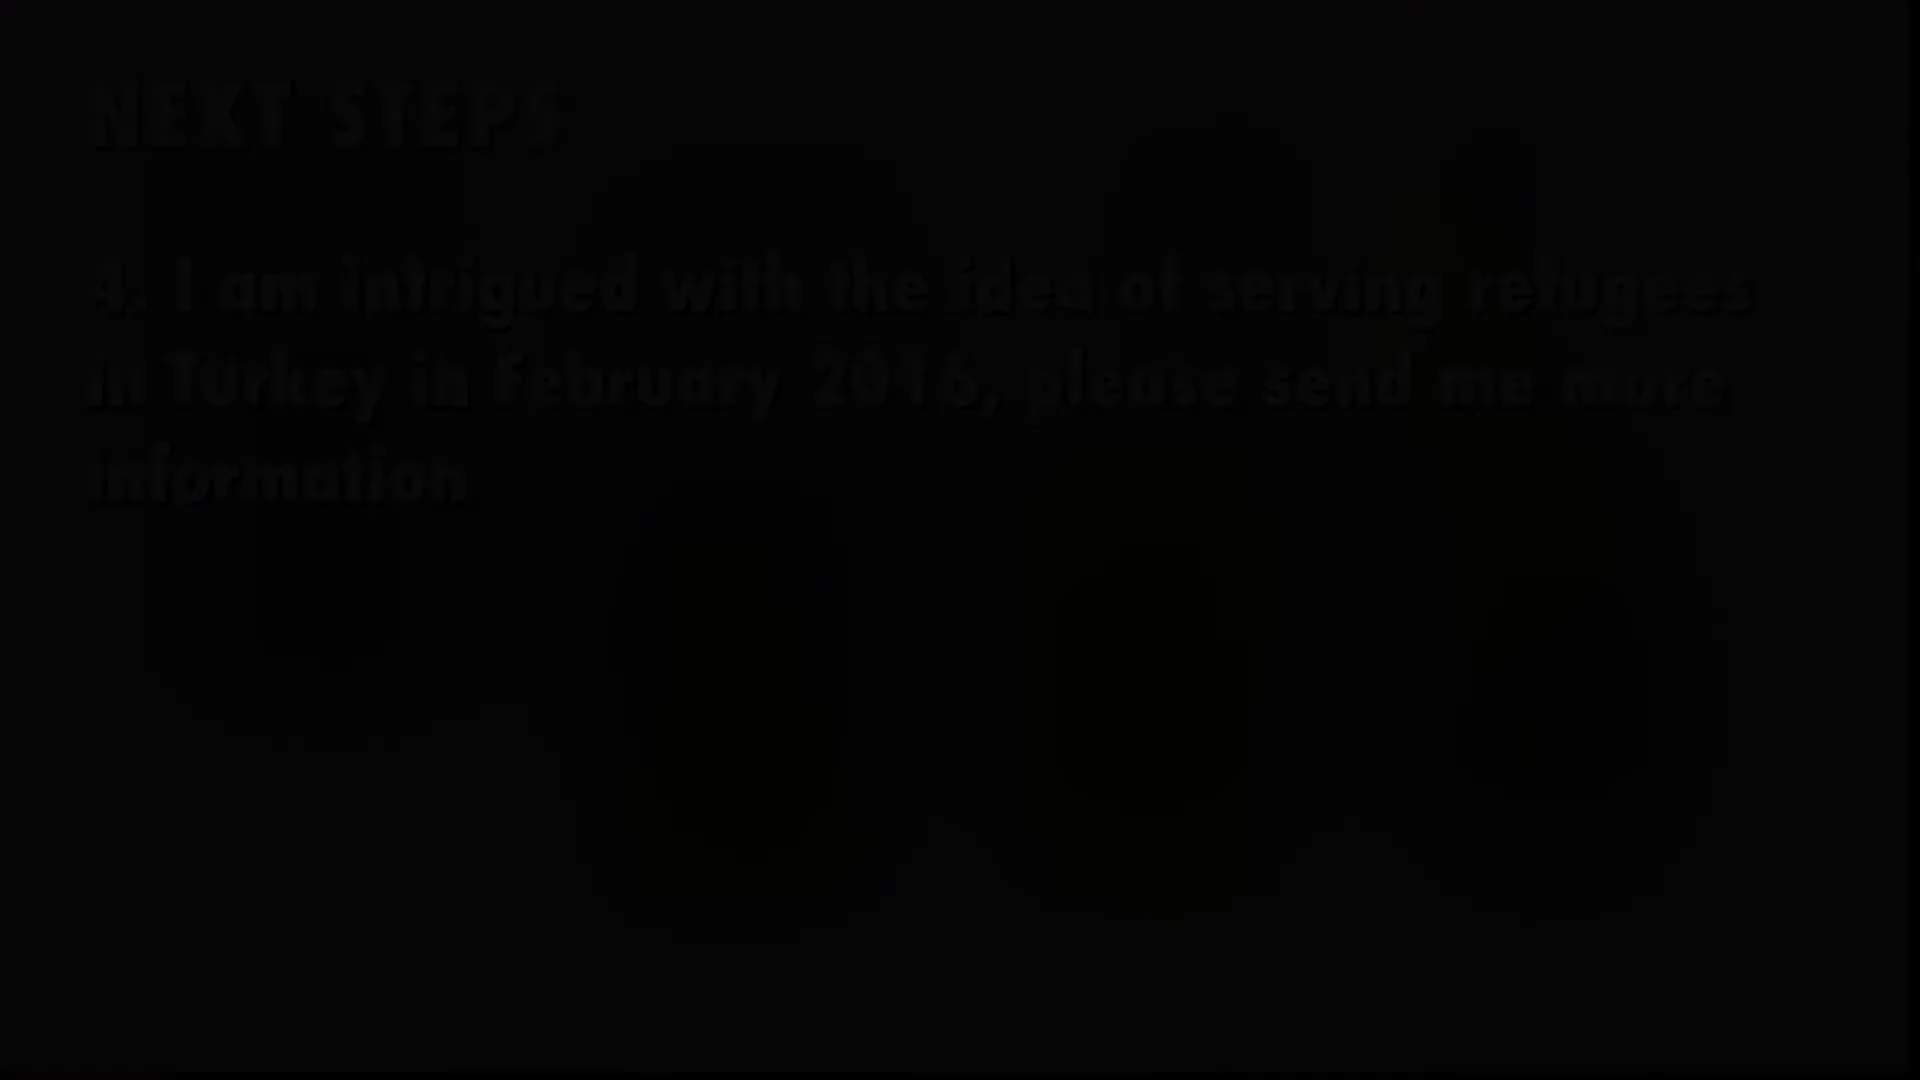 NEXT STEPS
4. I am intrigued with the idea of serving refugees
in Turkey in February 2016, please send me more
information